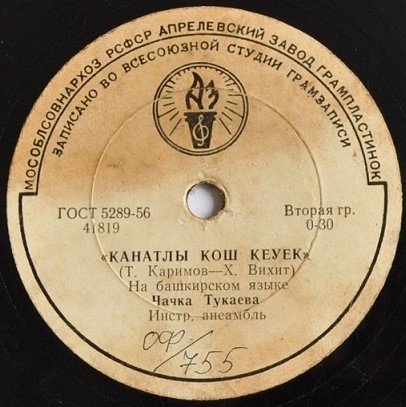 МОСОБЛСОВНАРХОЗ РСФСР АПРЕЛЕВСКИЙ ЗАВОД ГРАМПЛАСТИНОК
ЗАПИСАНО ВО ВСЕСОЮЗНОЙ СТУДИИ ГРАМЗАПИСИ
АЗ
ГОСТ 5289-56
41819
Вторая гр.
0-30
«КАНАТЛЫ КОШ КЕУЕК»
(Т. Каримов—Х. Вихит)
На башкирском языке
Чачка Тукаева
Инстр. ансамбль
ОФ/755